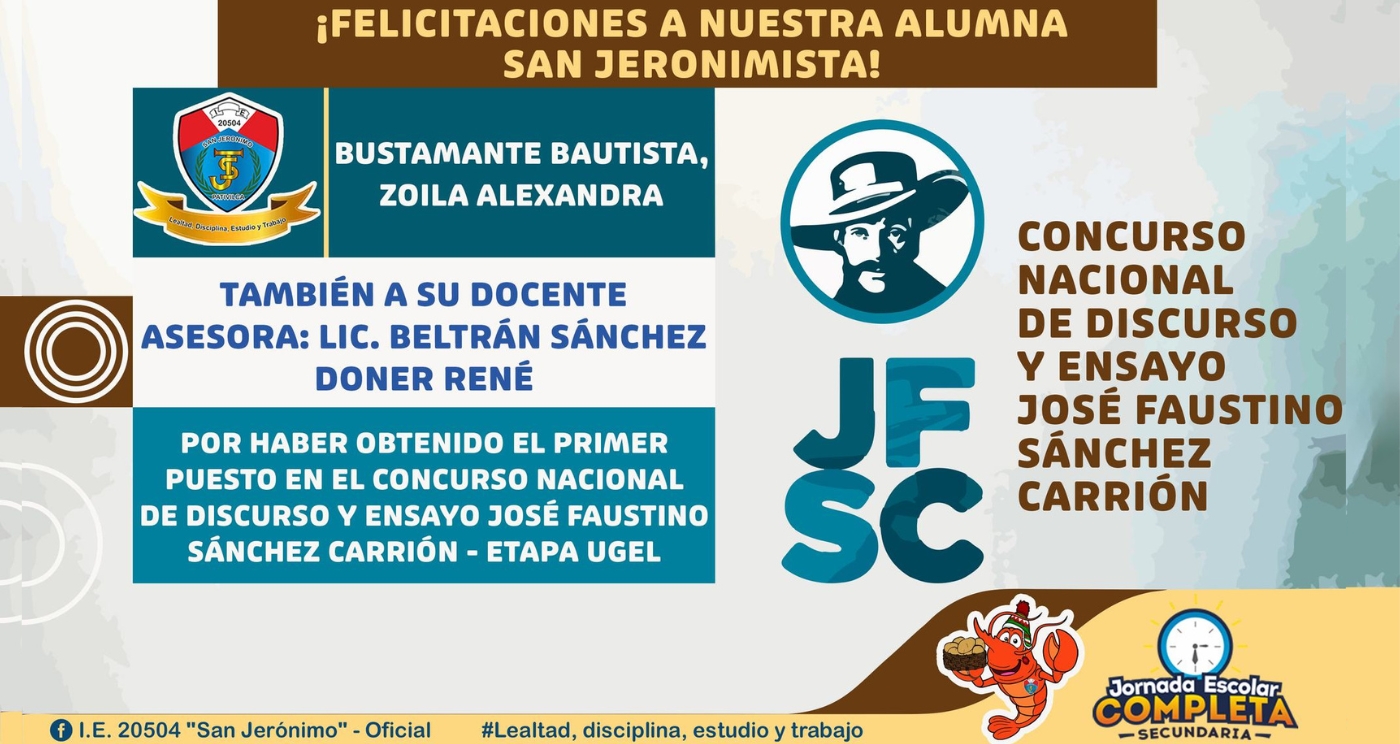 ¡FELICITACIONES A NUESTRA ALUMNA
SAN JERONIMISTA!
I. E.
20504
SAN JERONIMO
PATIVILCA
Lealtad, Disciplina, Estudio y Trabajo
BUSTAMANTE BAUTISTA,
ZOILA ALEXANDRA
TAMBIÉN A SU DOCENTE
ASESORA: LIC. BELTRÁN SÁNCHEZ
DONER RENÉ
POR HABER OBTENIDO EL PRIMER
PUESTO EN EL CONCURSO NACIONAL
DE DISCURSO Y ENSAYO JOSÉ FAUSTINO
SÁNCHEZ CARRIÓN - ETAPA UGEL
JF
SC
CONCURSO
NACIONAL
DE DISCURSO
Y ENSAYO
JOSÉ FAUSTINO
SÁNCHEZ
CARRIÓN
Jornada Escolar
COMPLETA
SECUNDARIA
I.E. 20504 "San Jerónimo" - Oficial
#Lealtad, disciplina, estudio y trabajo